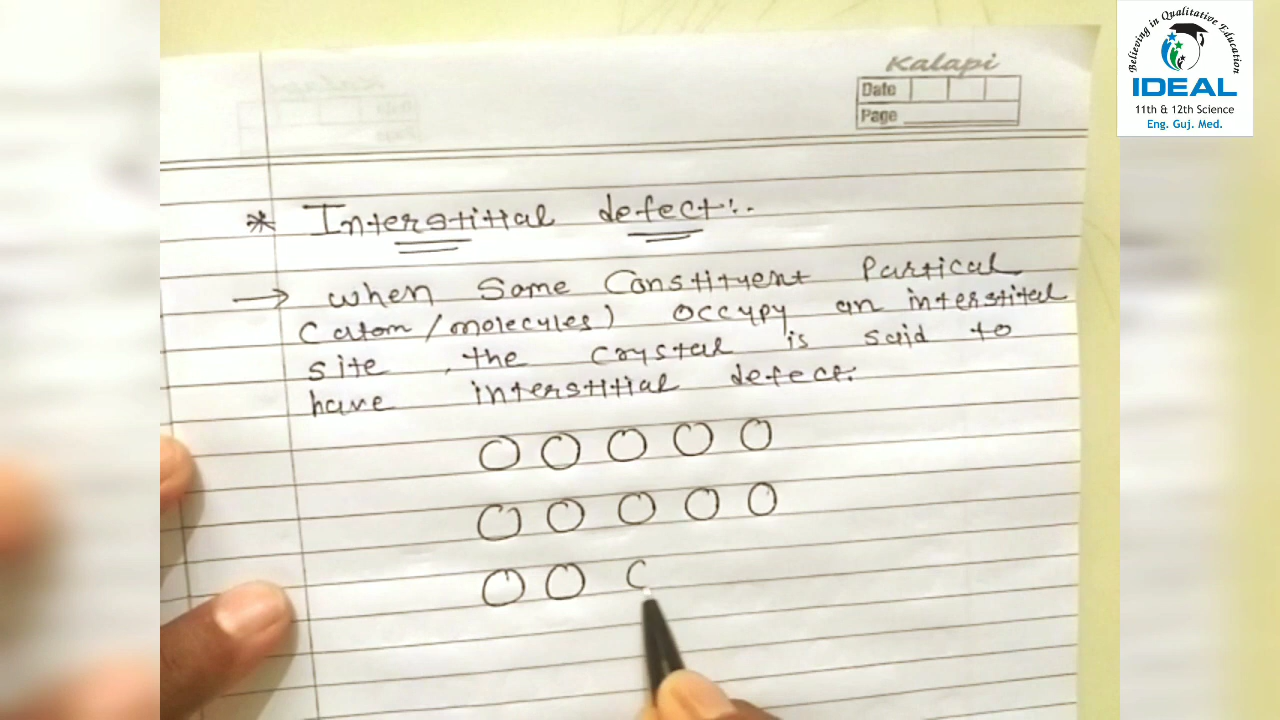 Believing in Qualitative Education
IDEAL
11th & 12th Science
Eng. Guj. Med.
Kalapi
Date
Page
* Interstitial defect:-
→ when some Constituent Partical
(atom/molecules) occupy an interstital
site, the crystal is said to
have interstitial defect.